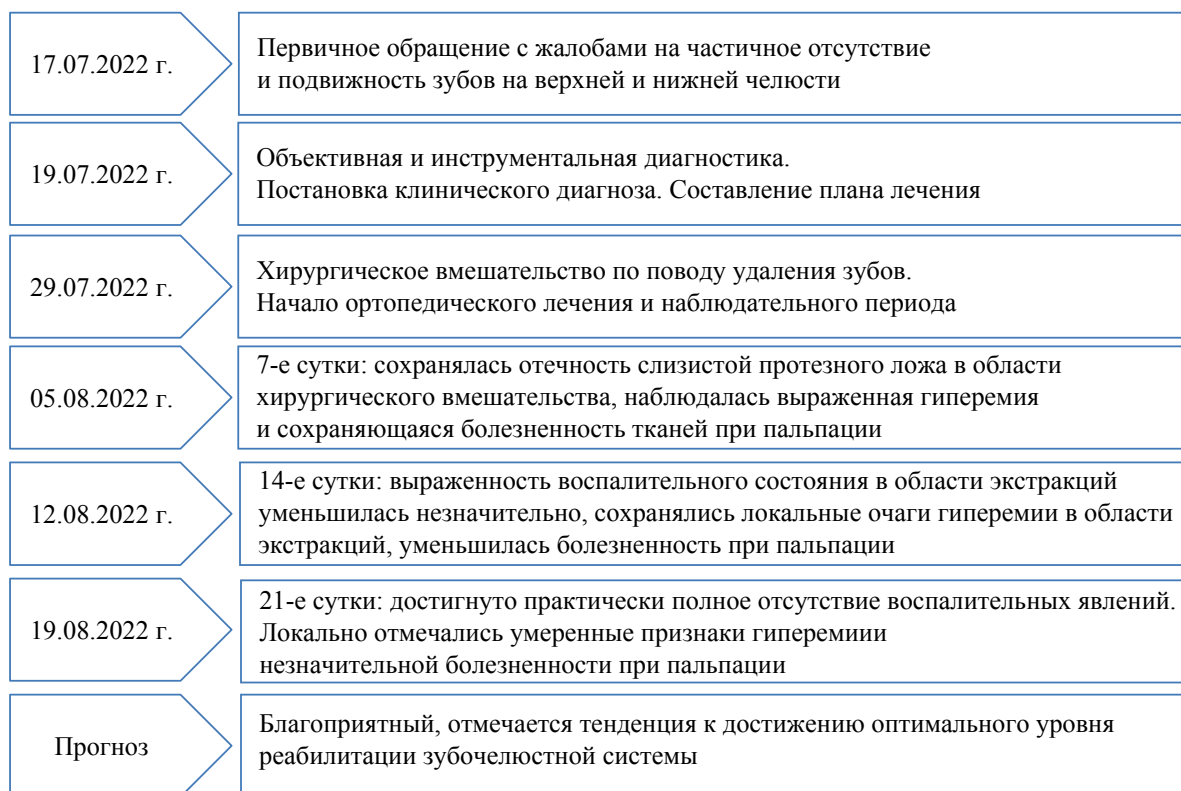 17.07.2022 г.
Первичное обращение с жалобами на частичное отсутствие
и подвижность зубов на верхней и нижней челюсти
19.07.2022 г.
Объективная и инструментальная диагностика.
Постановка клинического диагноза. Составление плана лечения
29.07.2022 г.
Хирургическое вмешательство по поводу удаления зубов.
Начало ортопедического лечения и наблюдательного периода
05.08.2022 г.
7-е сутки: сохранялась отечность слизистой протезного ложа в области
хирургического вмешательства, наблюдалась выраженная гиперемия
и сохраняющаяся болезненность тканей при пальпации
12.08.2022 г.
14-е сутки: выраженность воспалительного состояния в области экстракций
уменьшилась незначительно, сохранялись локальные очаги гиперемии в области
экстракций, уменьшилась болезненность при пальпации
19.08.2022 г.
21-е сутки: достигнуто практически полное отсутствие воспалительных явлений.
Локально отмечались умеренные признаки гиперемиии
незначительной болезненности при пальпации
Прогноз
Благоприятный, отмечается тенденция к достижению оптимального уровня
реабилитации зубочелюстной системы